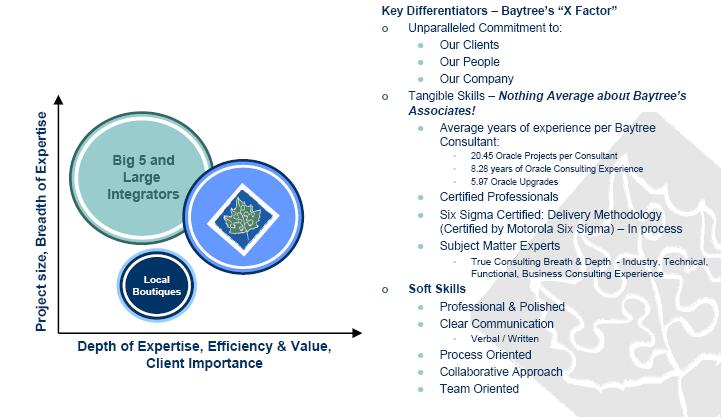 Project size, Breadth of Expertise
Big 5 and
Large
Integrators
Local
Boutiques
Depth of Expertise, Efficiency & Value,
Client Importance
Key Differentiators – Baytree's “X Factor”
o Unparalleled Commitment to:
• Our Clients
• Our People
• Our Company
o Tangible Skills – Nothing Average about Baytree's
Associates!
• Average years of experience per Baytree
Consultant:
- 20.45 Oracle Projects per Consultant
- 8.28 years of Oracle Consulting Experience
- 5.97 Oracle Upgrades
• Certified Professionals
• Six Sigma Certified: Delivery Methodology
(Certified by Motorola Six Sigma) – In process
• Subject Matter Experts
- True Consulting Breath & Depth - Industry, Technical,
Functional, Business Consulting Experience
o Soft Skills
• Professional & Polished
• Clear Communication
- Verbal / Written
• Process Oriented
• Collaborative Approach
• Team Oriented